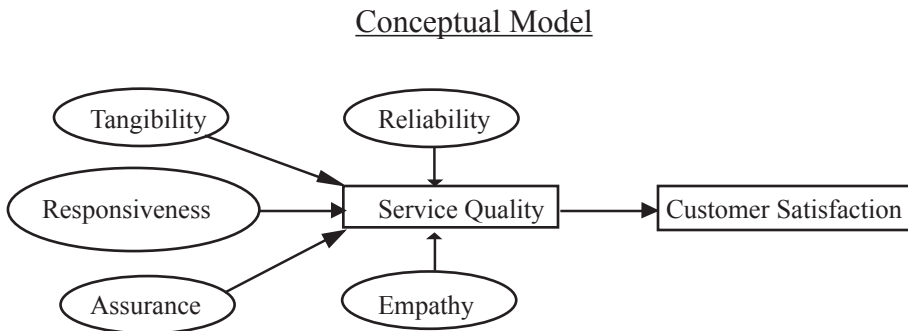 Conceptual Model
Tangibility
Reliability
Responsiveness
Service Quality
Customer Satisfaction
Assurance
Empathy